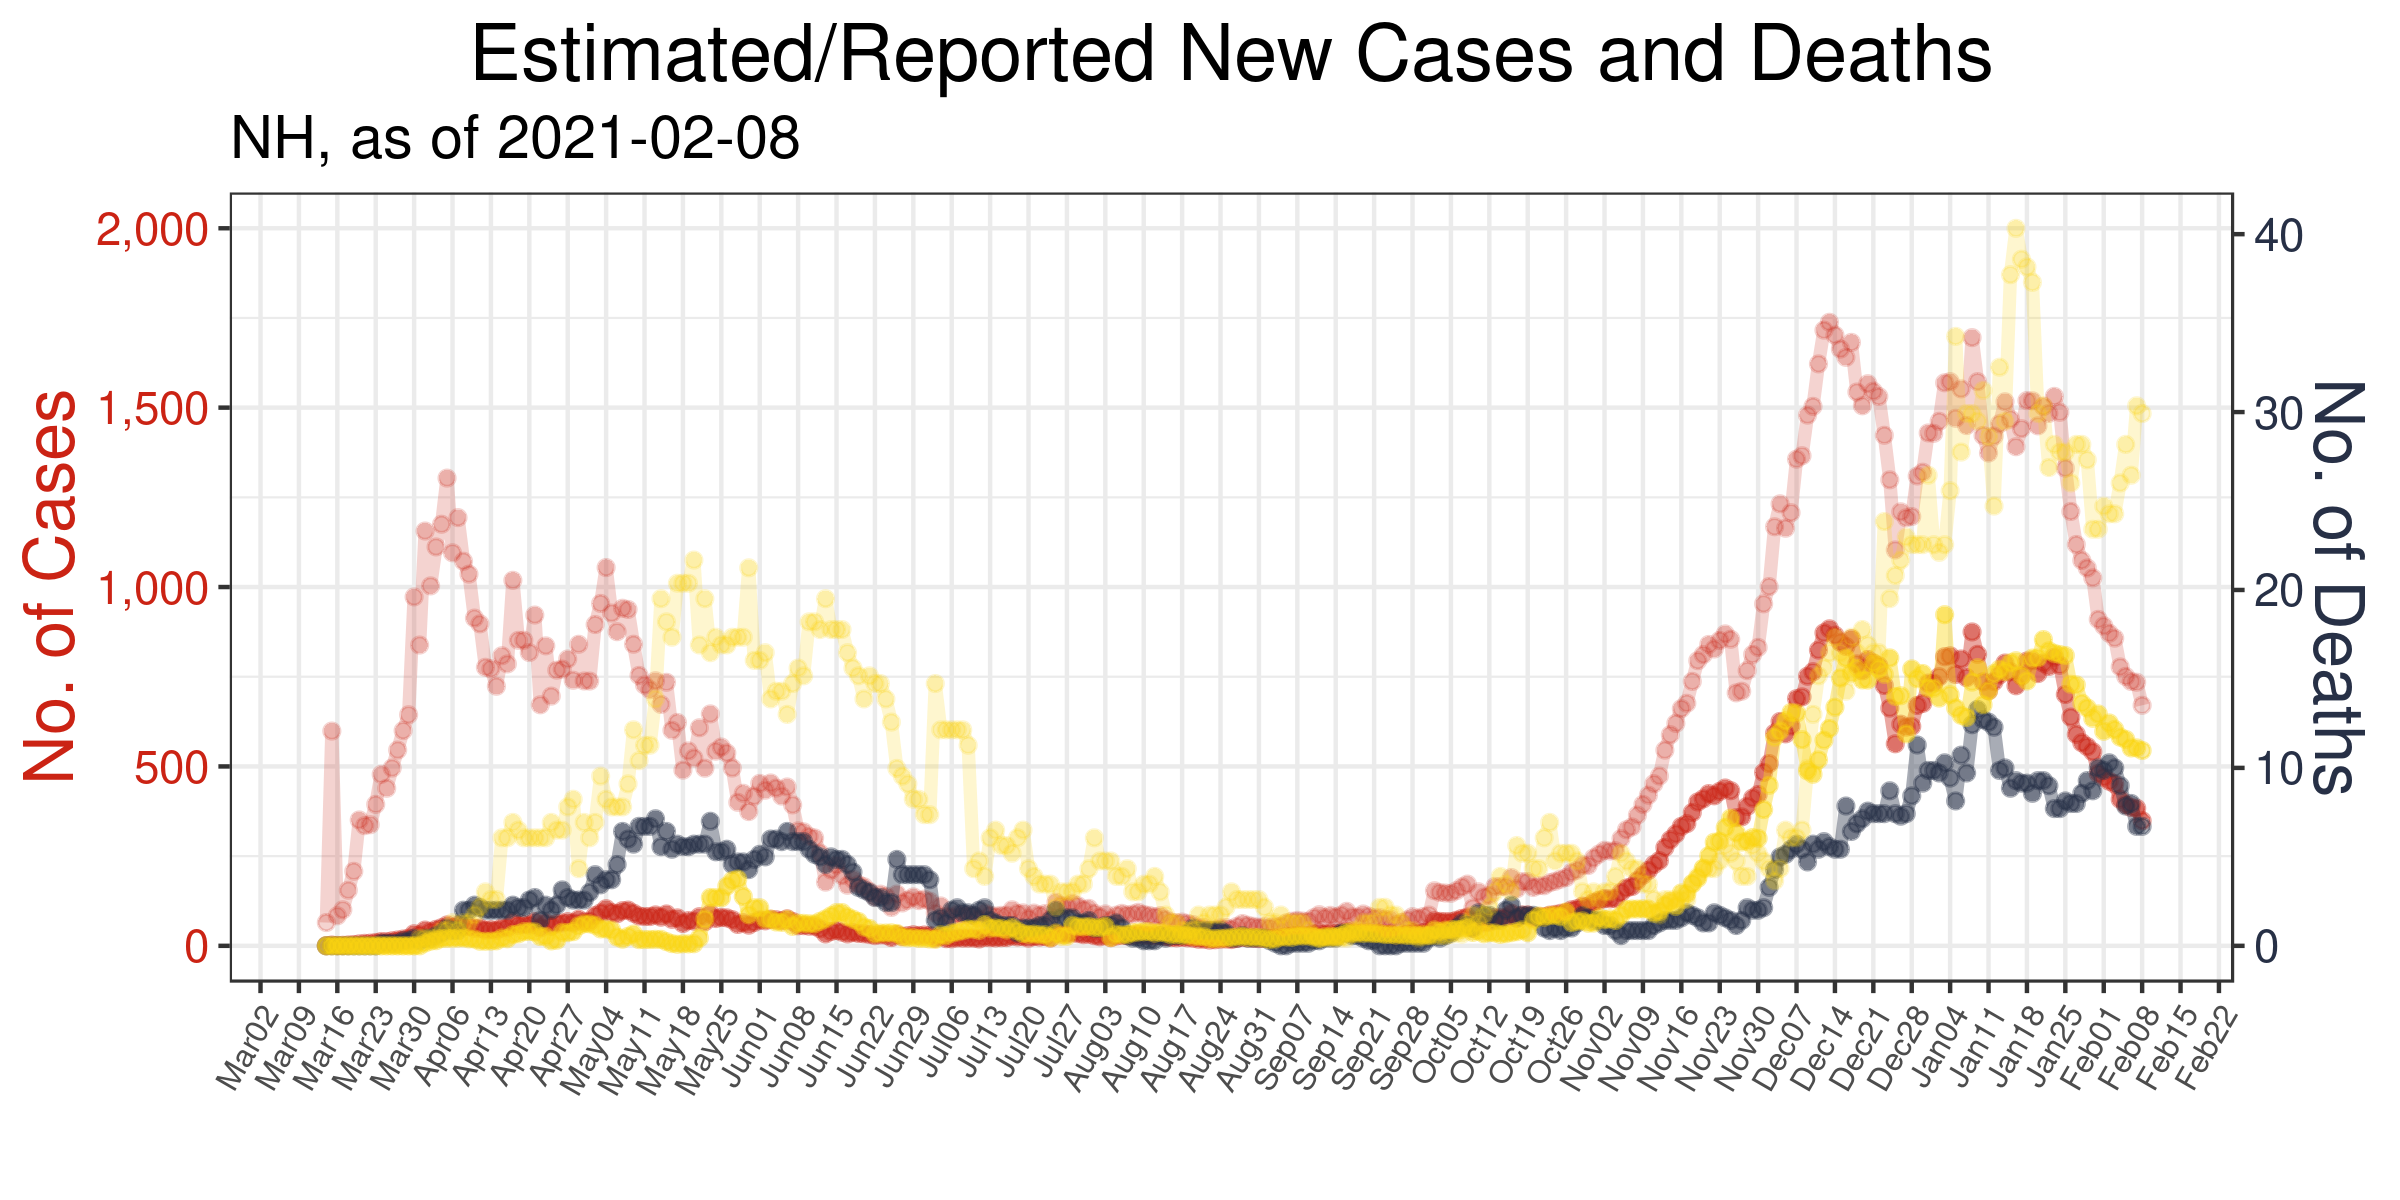 Estimated/Reported New Cases and Deaths
NH, as of 2021-02-08
No. of Cases
2,000
1,500
1,000
500
0
No. of Deaths
40
30
20
10
0
Mar02
Mar09
Mar16
Mar23
Mar30
Apr06
Apr13
Apr20
Apr27
May04
May11
May18
May25
Jun01
Jun08
Jun15
Jun22
Jun29
Jul06
Jul13
Jul20
Jul27
Aug03
Aug10
Aug17
Aug24
Aug31
Sep07
Sep14
Sep21
Sep28
Oct05
Oct12
Oct19
Oct26
Nov02
Nov09
Nov16
Nov23
Nov30
Dec07
Dec14
Dec21
Dec28
Dec04
Jan11
Jan18
Jan25
Feb01
Feb08
Feb15
Feb22